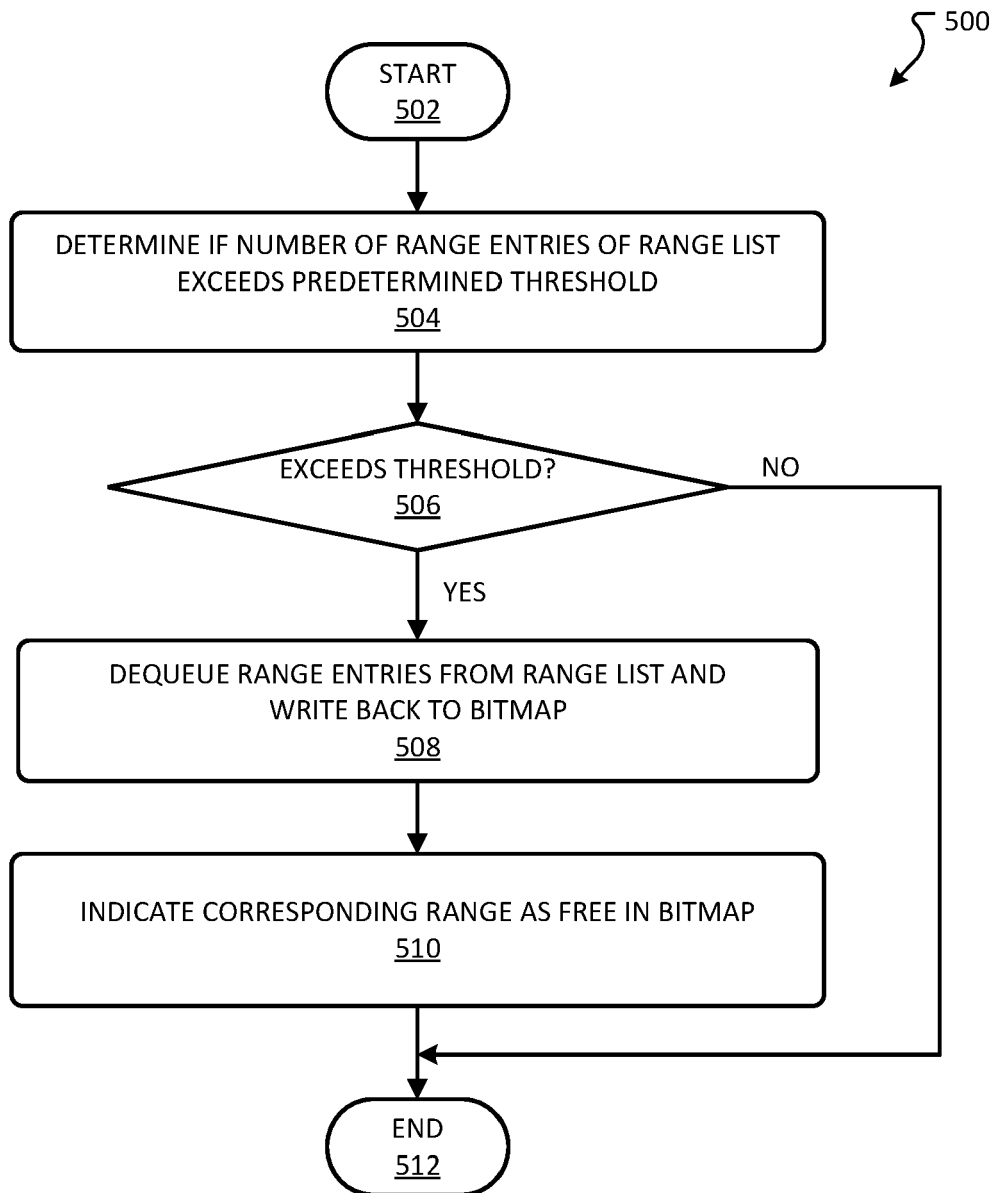 500
START
502
DETERMINE IF NUMBER OF RANGE ENTRIES OF RANGE LIST
EXCEEDS PREDETERMINED THRESHOLD
504
EXCEEDS THRESHOLD?
506
NO
YES
DEQUEUE RANGE ENTRIES FROM RANGE LIST AND
WRITE BACK TO BITMAP
508
INDICATE CORRESPONDING RANGE AS FREE IN BITMAP
510
END
512